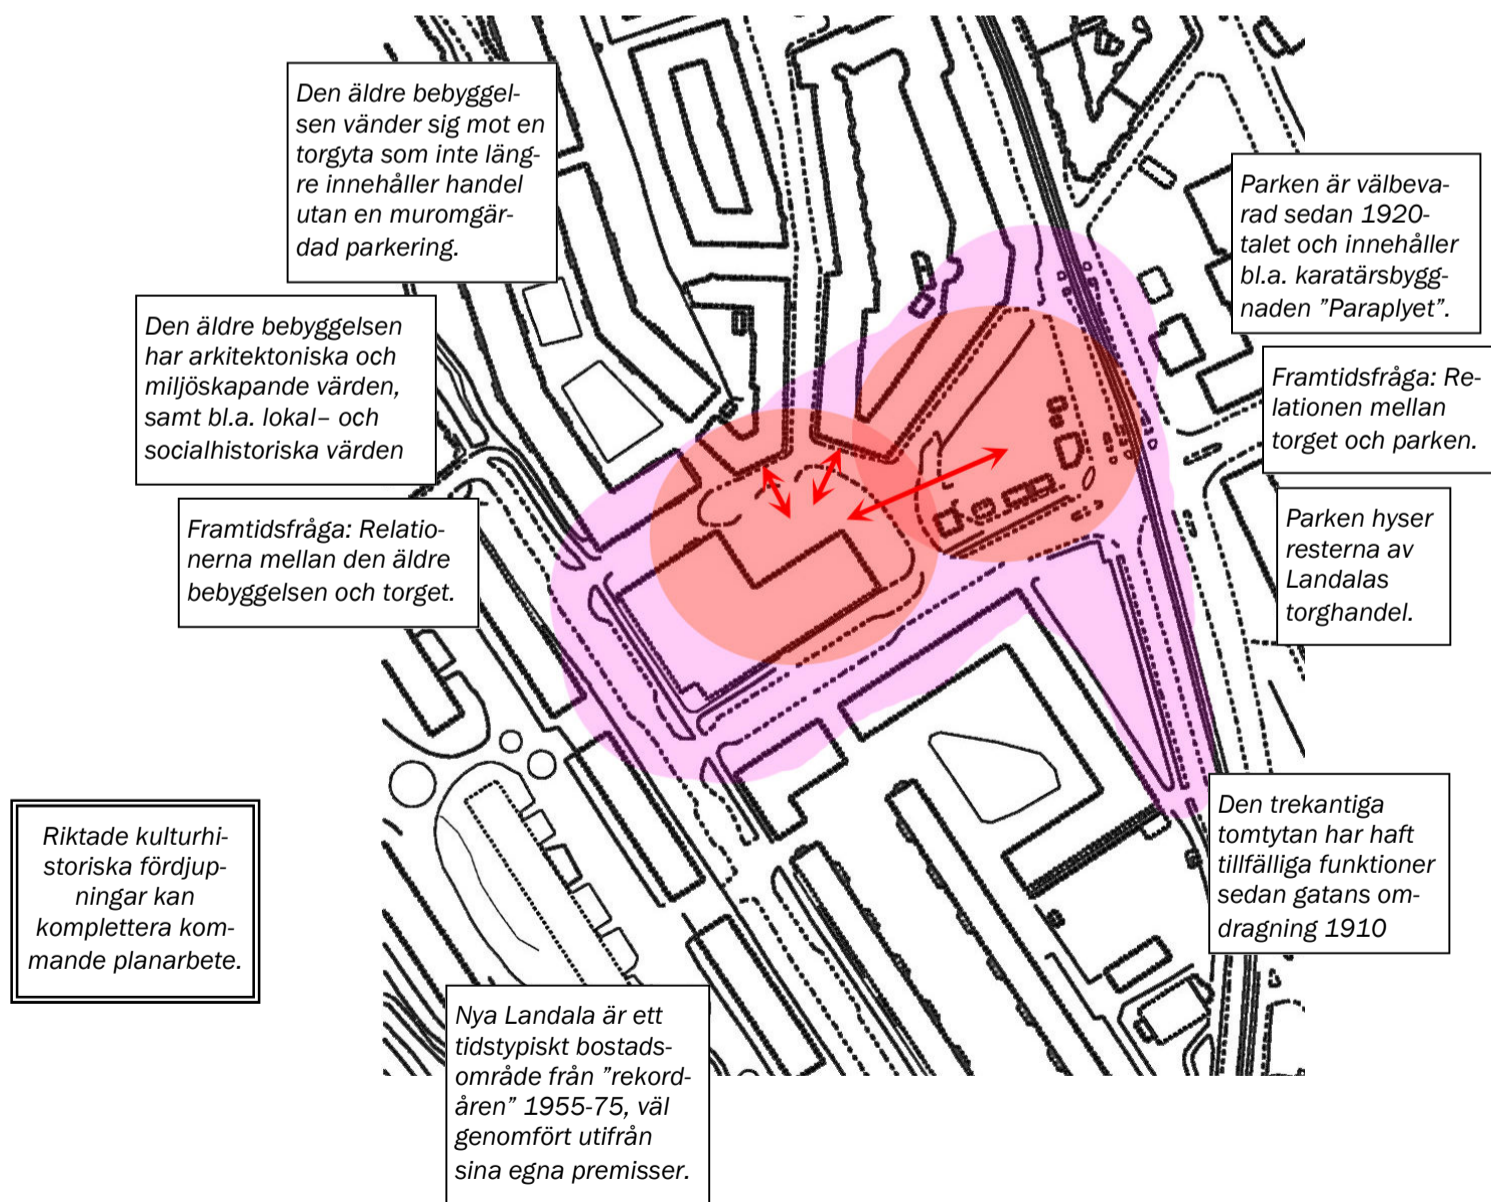 Den äldre bebyggel-
sen vänder sig mot en
torgyta som inte läng-
re innehåller handel
utan en muromgär-
dad parkering.
Den äldre bebyggelsen
har arkitektoniska och
miljöskapande värden,
samt bl.a. lokal– och
socialhistoriska värden
Framtidsfråga: Relatio-
nerna mellan den äldre
bebyggelsen och torget.
Parken är välbeva-
rad sedan 1920-
talet och innehåller
bl.a. karatärsbygg-
naden ”Paraplyet”.
Framtidsfråga: Re-
lationen mellan
torget och parken.
Parken hyser
resterna av
Landalas
torghandel.
Den trekantiga
tomtytan har haft
tillfälliga funktioner
sedan gatans om-
dragning 1910
Riktade kulturhi-
storiska fördjup-
ningar kan
komplettera kom-
mande planarbete.
Nya Landala är ett
tidstypiskt bostads-
område från ”rekord-
åren” 1955-75, väl
genomfört utifrån
sina egna premisser.